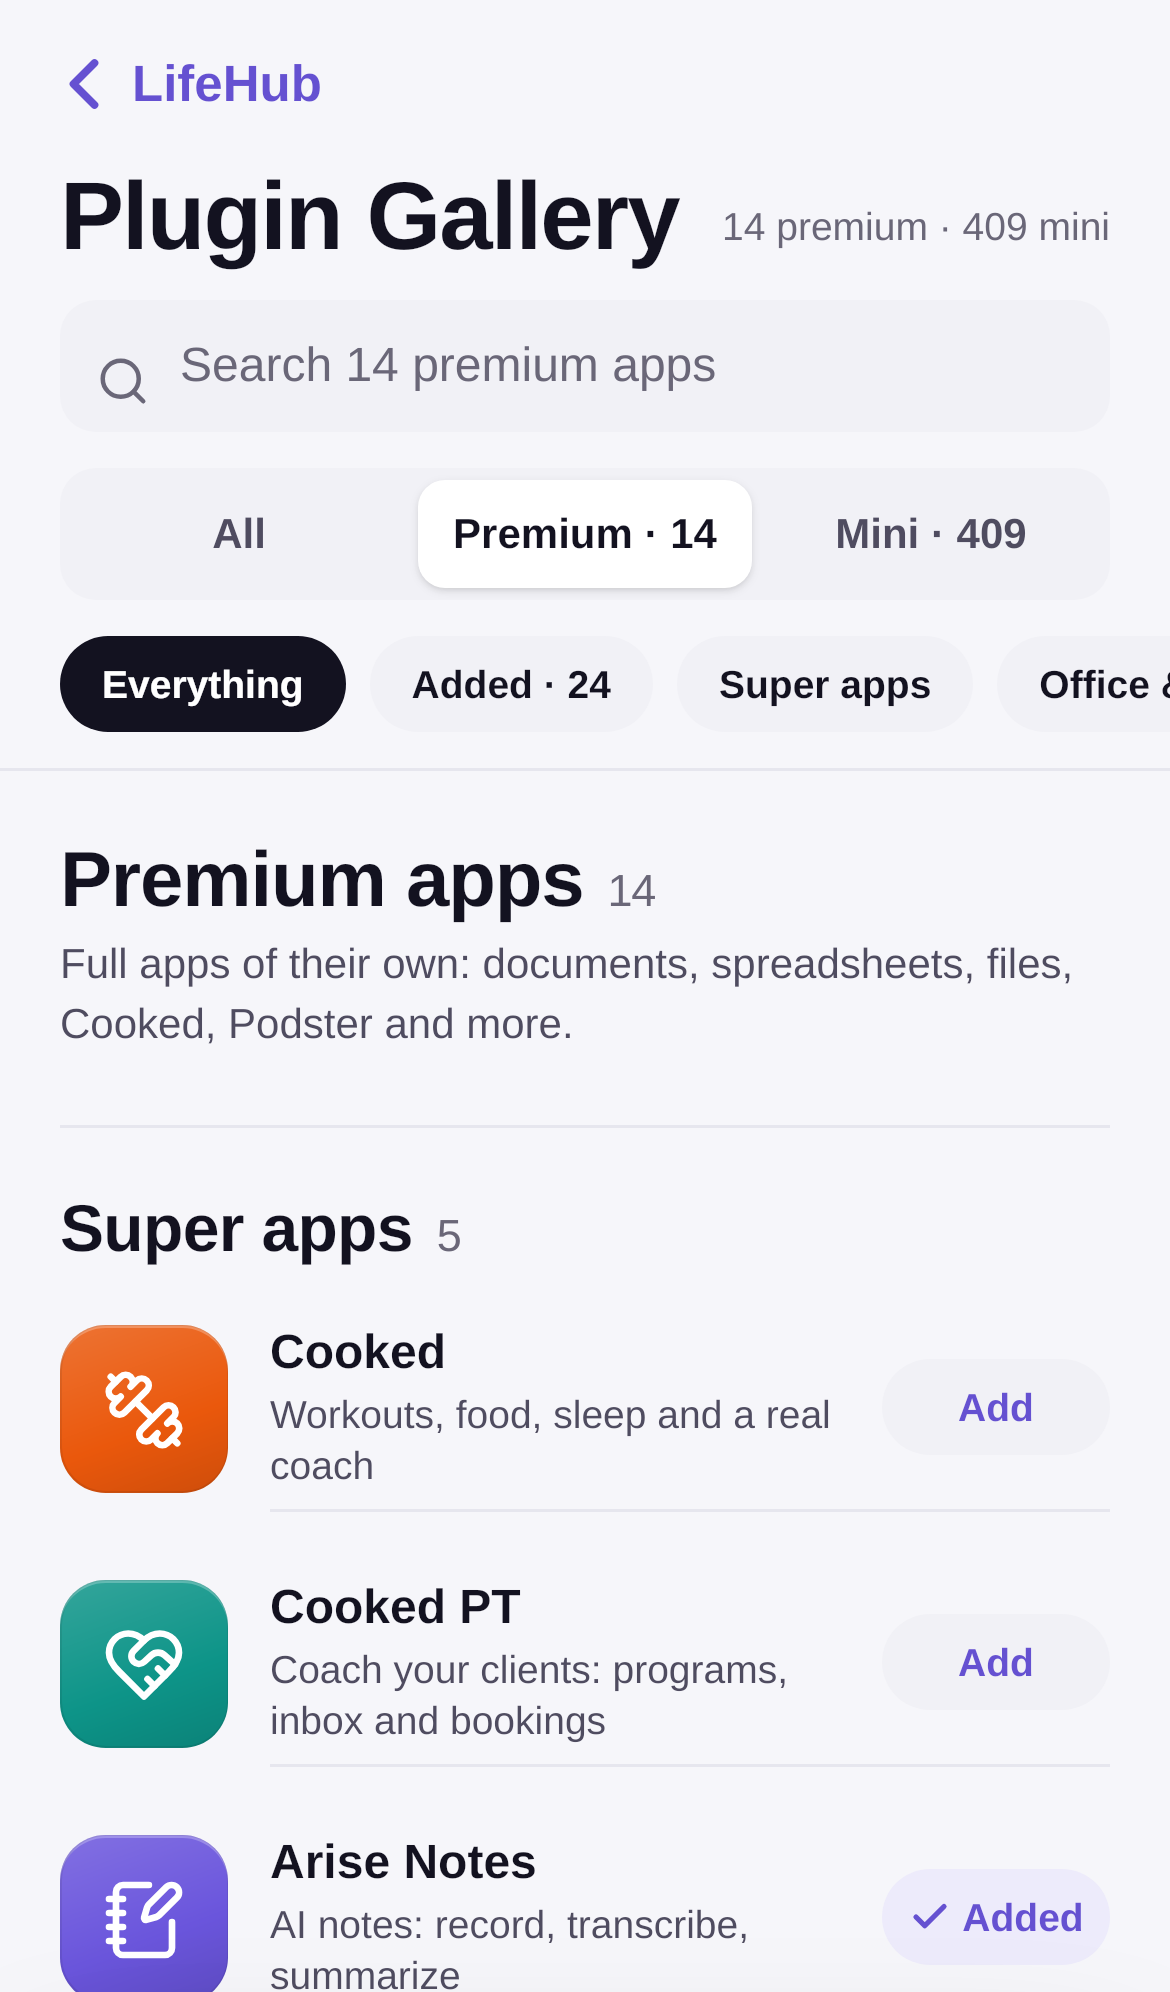 LifeHub
Plugin Gallery
14 premium · 409 mini
Search 14 premium apps
All
Premium · 14
Mini · 409
Everything
Added · 24
Super apps
Office &
Premium apps 14
Full apps of their own: documents, spreadsheets, files,
Cooked, Podster and more.
Super apps 5
Cooked
Workouts, food, sleep and a real
coach
Add
Cooked PT
Coach your clients: programs,
inbox and bookings
Add
Arise Notes
AI notes: record, transcribe,
summarize
Added